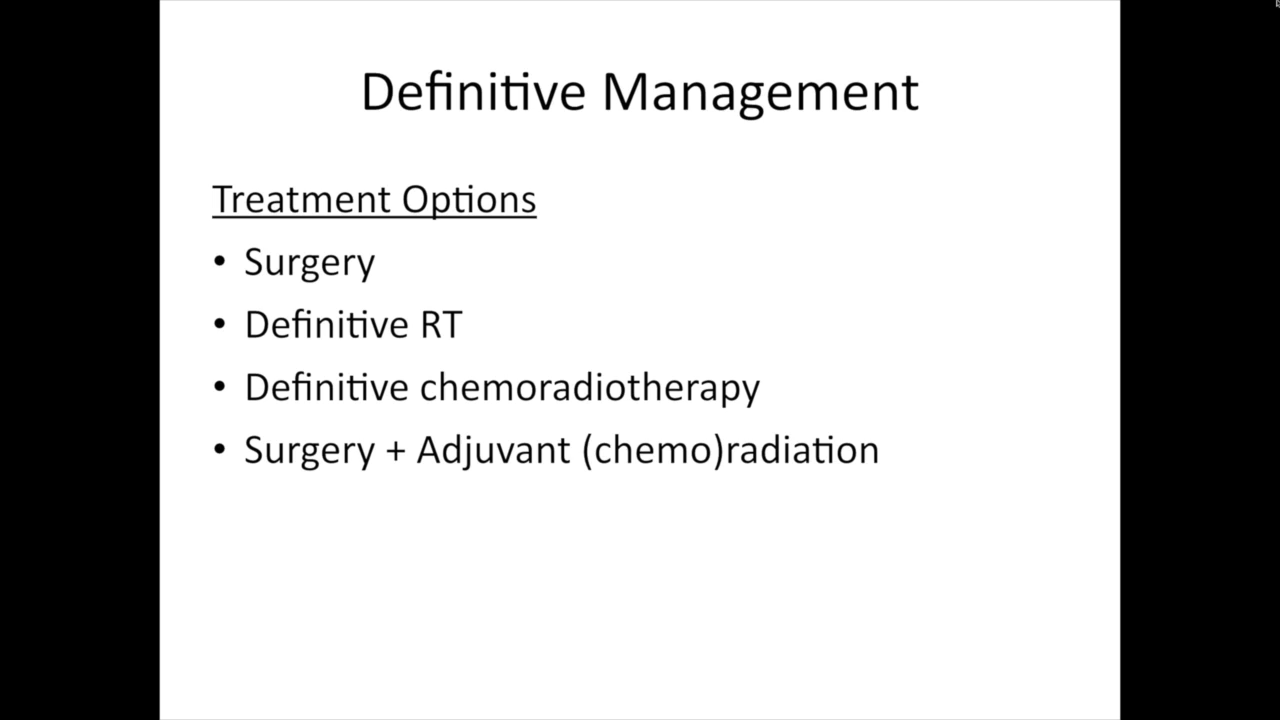 Definitive Management
Treatment Options
• Surgery
• Definitive RT
• Definitive chemoradiotherapy
• Surgery + Adjuvant (chemo)radiation